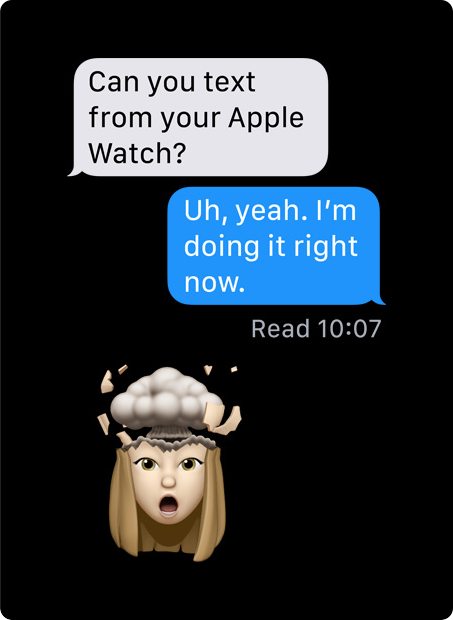 Can you text
from your Apple
Watch?
Uh, yeah. I’m
doing it right
now.
Read 10:07